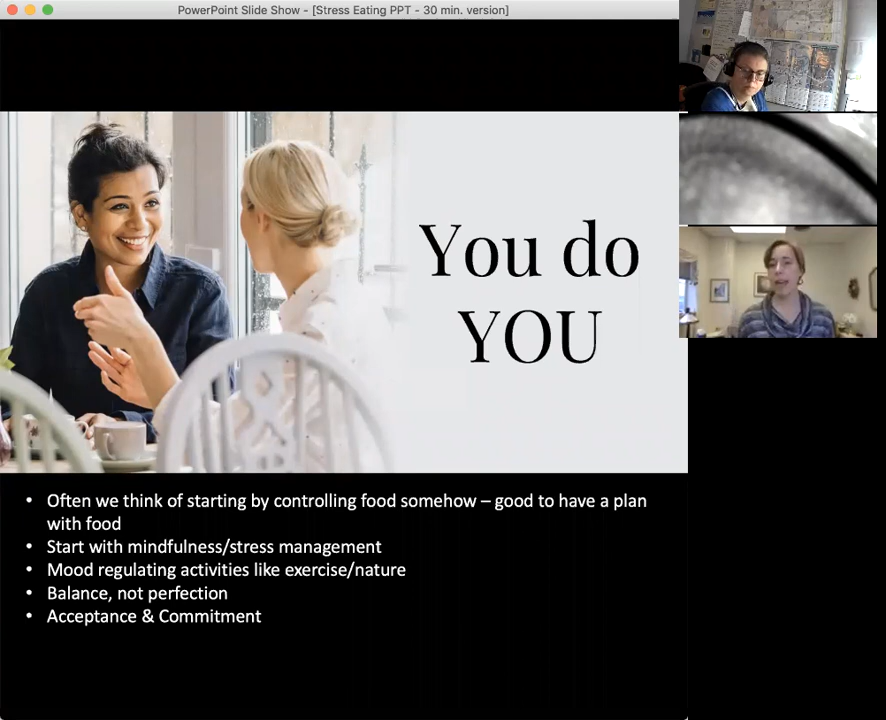 PowerPoint Slide Show - [Stress Eating PPT - 30 min. version]
You do
YOU
• Often we think of starting by controlling food somehow – good to have a plan
with food
• Start with mindfulness/stress management
• Mood regulating activities like exercise/nature
• Balance, not perfection
• Acceptance & Commitment